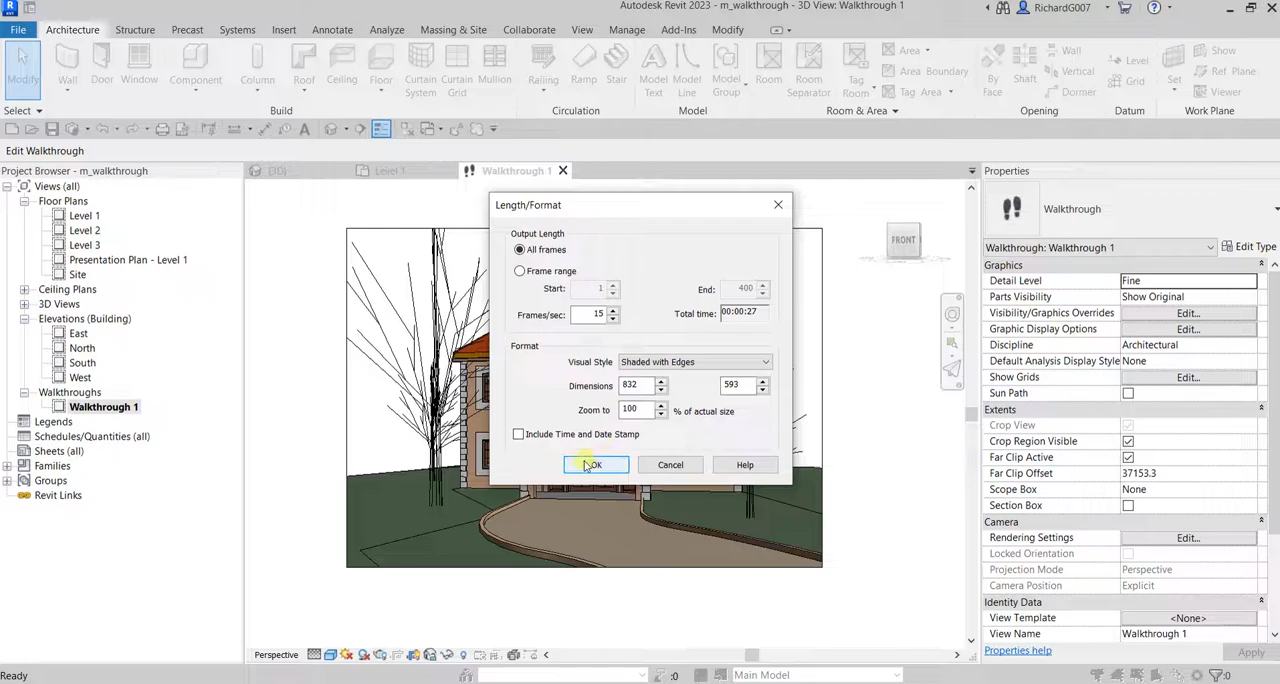 Autodesk Revit 2023 - m_walkthrough - 3D View: Walkthrough 1
RichardG007
File Architecture Structure Precast Systems Insert Annotate Analyze Massing & Site Collaborate View Manage Add-Ins Modify
Modify Wall Door Window Component Column Roof Ceiling Floor Curtain System Curtain Grid Mullion Railing Ramp Stair Model Text Model Line Model Group Room Room Separator Tag Room Area Area Boundary Tag Area By Face Shaft Wall Vertical Dormer Level Grid Set Show Ref Plane Viewer
Select Build Circulation Model Room & Area Opening Datum Work Plane
Edit Walkthrough
Project Browser - m_walkthrough
Views (all)
Floor Plans
Level 1
Level 2
Level 3
Presentation Plan - Level 1
Site
Ceiling Plans
3D Views
Elevations (Building)
East
North
South
West
Walkthroughs
Walkthrough 1
Legends
Schedules/Quantities (all)
Sheets (all)
Families
Groups
Revit Links
{3D} Level 1 Walkthrough 1
Length/Format
Output Length
All frames
Frame range
Start: 1 End: 400
Frames/sec: 15 Total time: 00:00:27
Format
Visual Style Shaded with Edges
Dimensions 832 593
Zoom to 100 % of actual size
Include Time and Date Stamp
OK Cancel Help
FRONT
Properties
Walkthrough
Walkthrough: Walkthrough 1 Edit Type
Graphics
Detail Level Fine
Parts Visibility Show Original
Visibility/Graphics Overrides Edit...
Graphic Display Options Edit...
Discipline Architectural
Default Analysis Display Style None
Show Grids Edit...
Sun Path
Extents
Crop View
Crop Region Visible
Far Clip Active
Far Clip Offset 37153.3
Scope Box None
Section Box
Camera
Rendering Settings Edit...
Locked Orientation
Projection Mode Perspective
Camera Position Explicit
Identity Data
View Template <None>
View Name Walkthrough 1
Properties help Apply
Perspective
Ready :0 Main Model :0